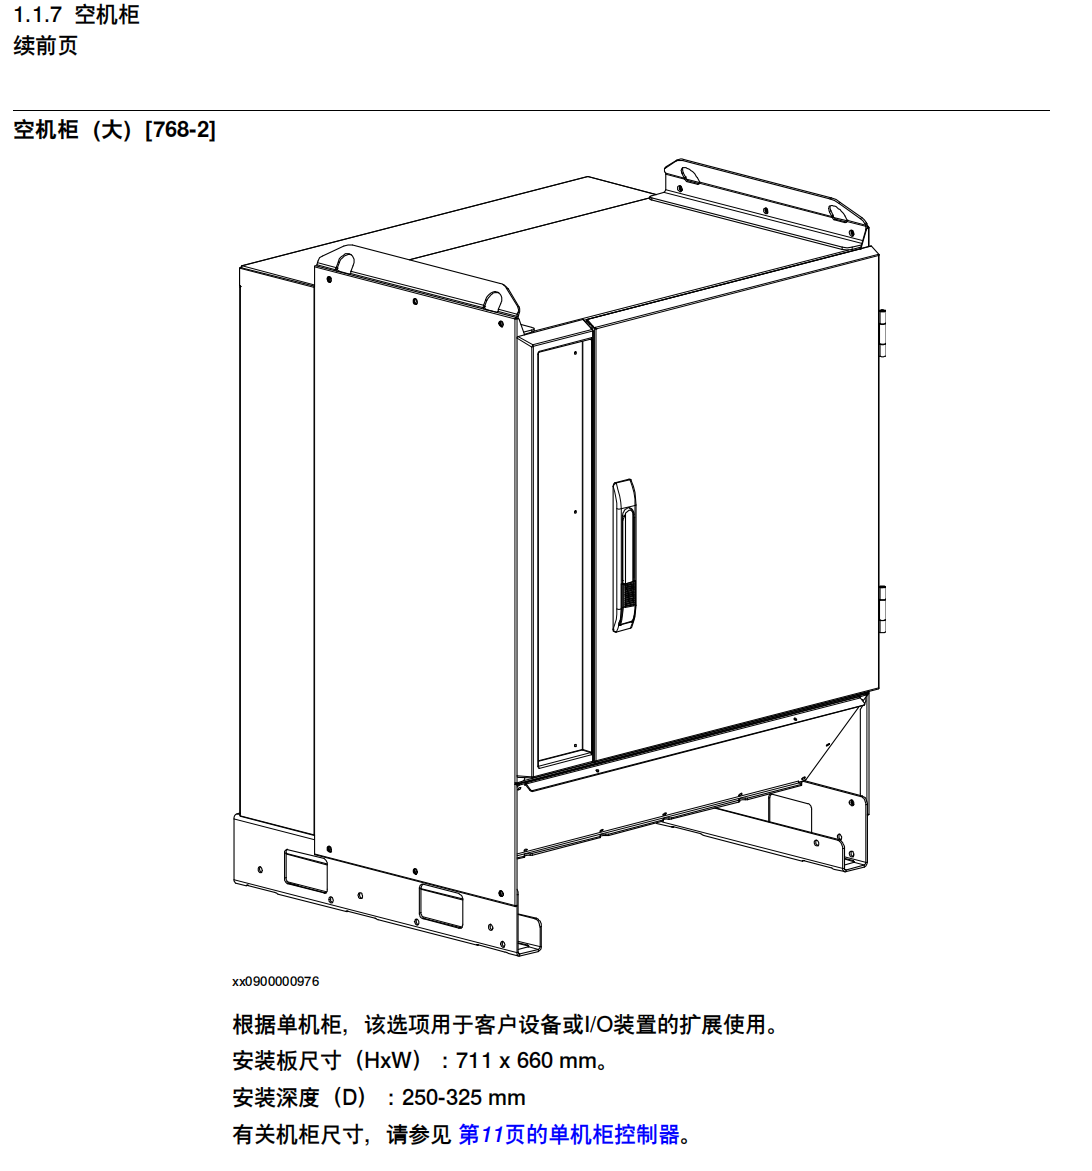 1.1.7 空机柜
续前页
空机柜（大）[768-2]
xx0900000976
根据单机柜，该选项用于客户设备或I/O装置的扩展使用。
安装板尺寸（HxW）：711 x 660 mm。
安装深度（D）：250-325 mm
有关机柜尺寸，请参见 第11页的单机柜控制器。